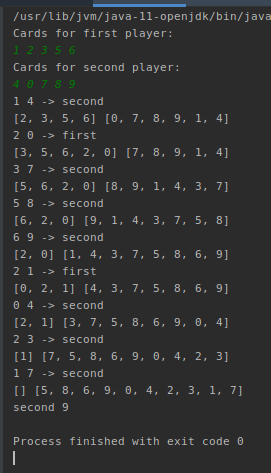 /usr/lib/jvm/java-11-openjdk/bin/java
Cards for first player:
1 2 3 5 6
Cards for second player:
4 0 7 8 9
1 4 -> second
[2, 3, 5, 6] [0, 7, 8, 9, 1, 4]
2 0 -> first
[3, 5, 6, 2, 0] [7, 8, 9, 1, 4]
3 7 -> second
[5, 6, 2, 0] [8, 9, 1, 4, 3, 7]
5 8 -> second
[6, 2, 0] [9, 1, 4, 3, 7, 5, 8]
6 9 -> second
[2, 0] [1, 4, 3, 7, 5, 8, 6, 9]
2 1 -> first
[0, 2, 1] [4, 3, 7, 5, 8, 6, 9]
0 4 -> second
[2, 1] [3, 7, 5, 8, 6, 9, 0, 4]
2 3 -> second
[1] [7, 5, 8, 6, 9, 0, 4, 2, 3]
1 7 -> second
[] [5, 8, 6, 9, 0, 4, 2, 3, 1, 7]
second 9
Process finished with exit code 0